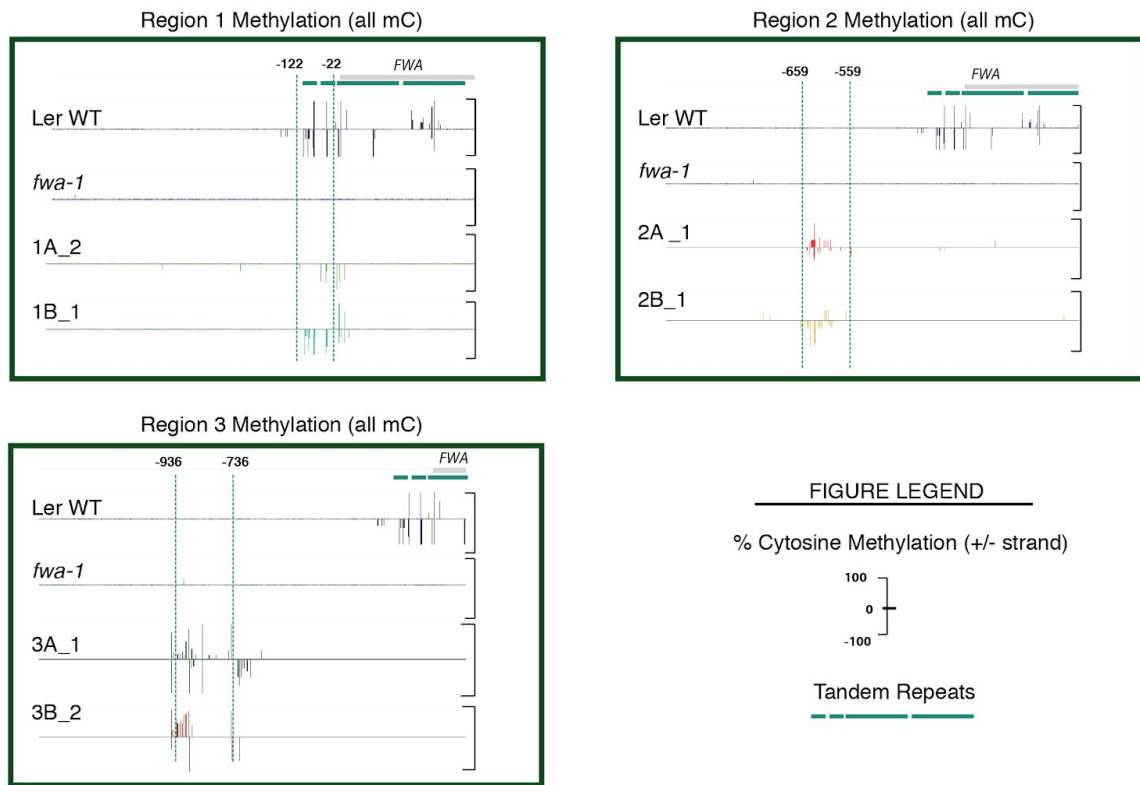 Region 1 Methylation (all mC)
-122 -22 FWA
Ler WT
fwa-1
1A_2
1B_1
Region 2 Methylation (all mC)
-659 -559 FWA
Ler WT
fwa-1
2A _1
2B_1
Region 3 Methylation (all mC)
-936 -736 FWA
Ler WT
fwa-1
3A_1
3B_2
FIGURE LEGEND
% Cytosine Methylation (+/- strand)
100
0
-100
Tandem Repeats